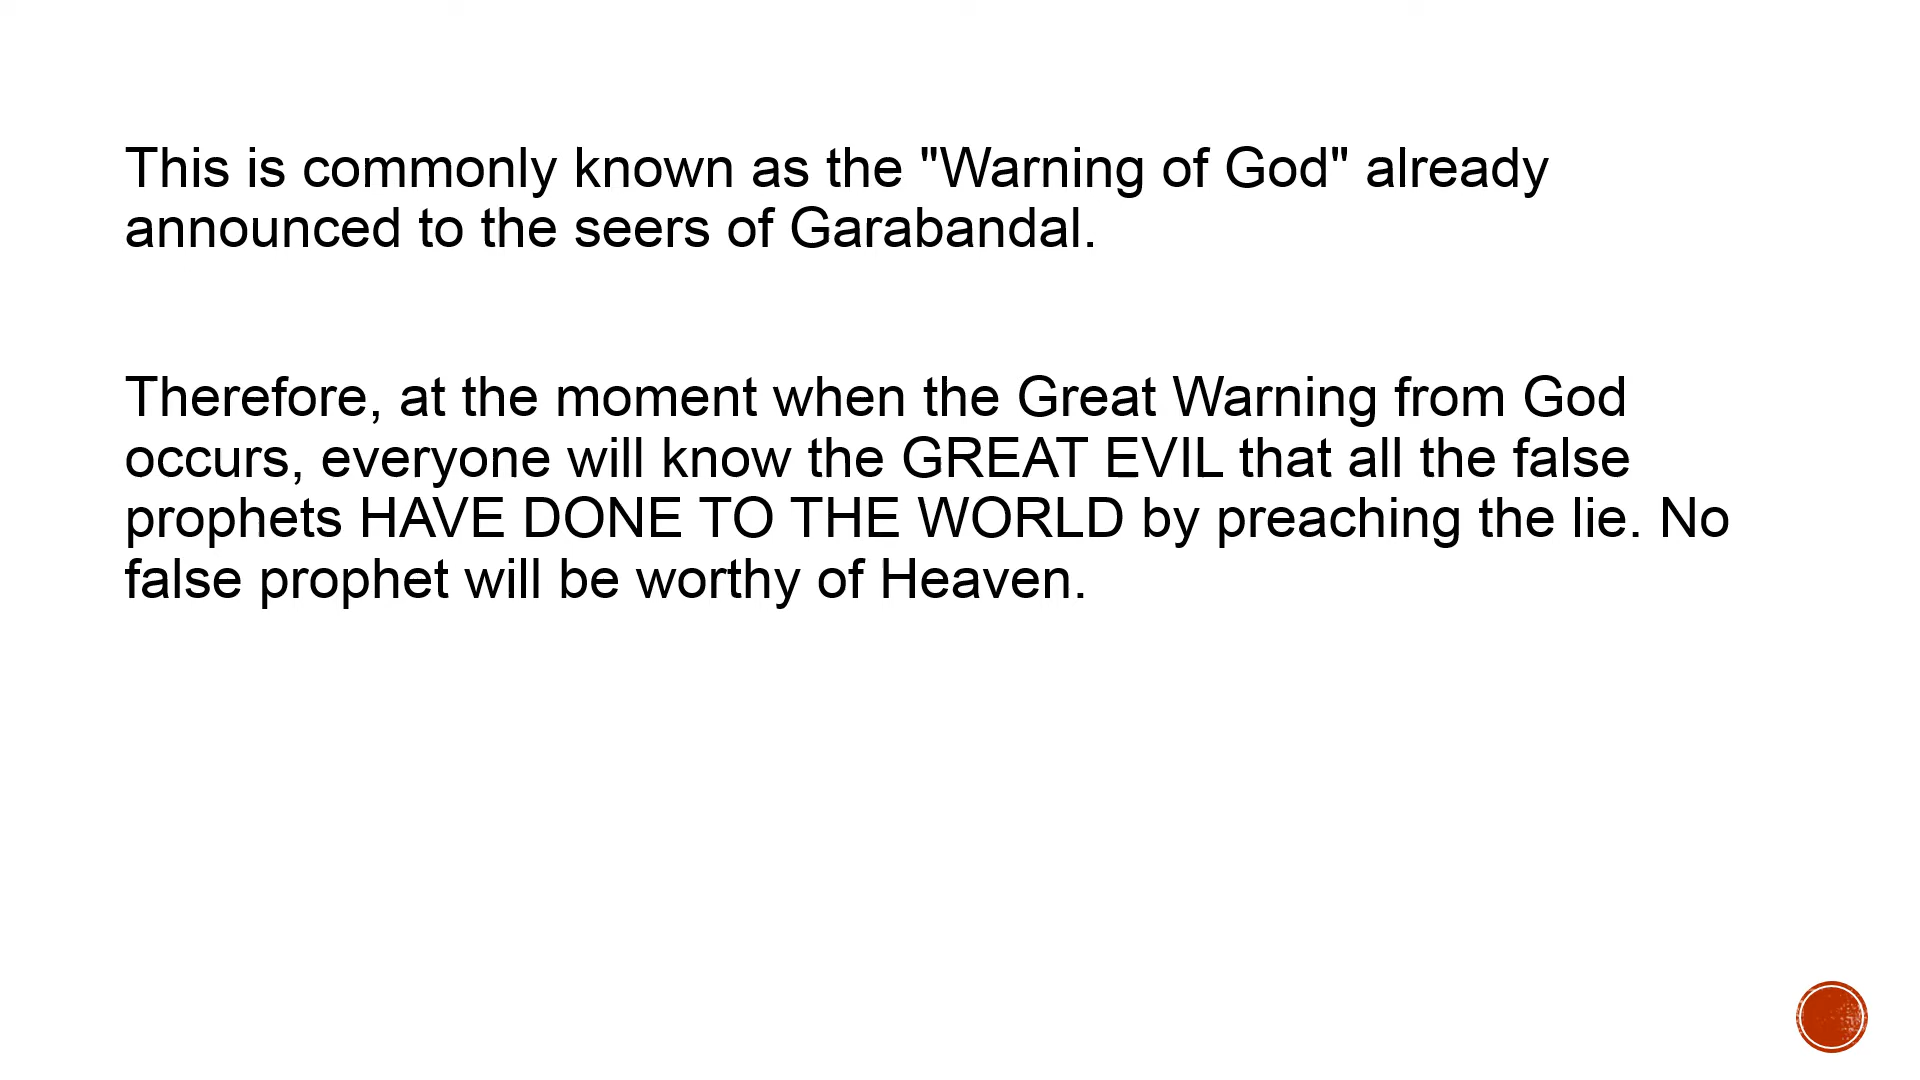 This is commonly known as the "Warning of God" already
announced to the seers of Garabandal.
Therefore, at the moment when the Great Warning from God
occurs, everyone will know the GREAT EVIL that all the false
prophets HAVE DONE TO THE WORLD by preaching the lie. No
false prophet will be worthy of Heaven.